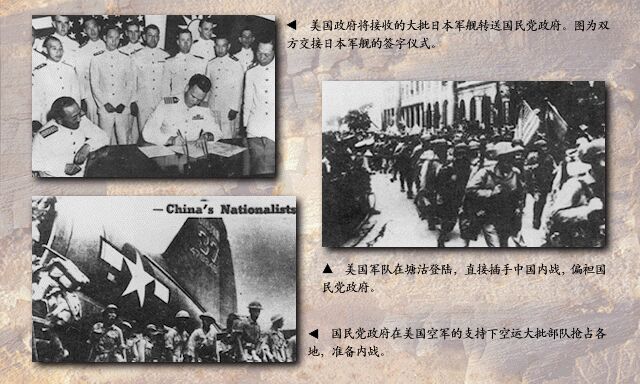 ◀ 美国政府将接收的大批日本军舰转送国民党政府。图为双
方交接日本军舰的签字仪式。
—China's Nationalists
▲ 美国军队在塘沽登陆，直接插手中国内战，偏袒国
民党政府。
◀ 国民党政府在美国空军的支持下空运大批部队抢占各
地，准备内战。